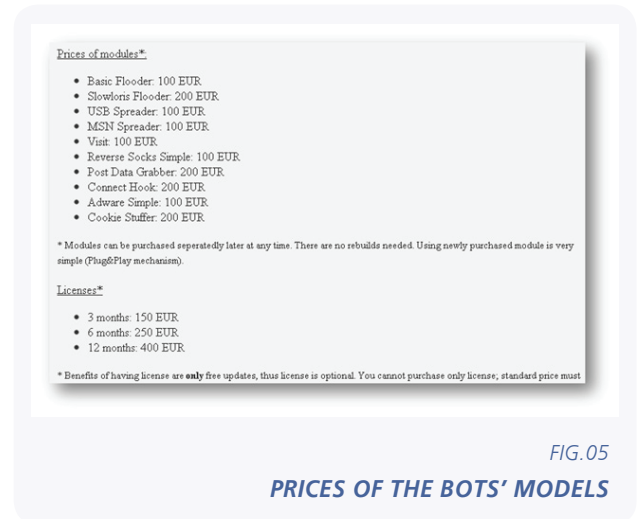 Prices of modules*:
• Basic Flooder: 100 EUR
• Slowloris Flooder: 200 EUR
• USB Spreader: 100 EUR
• MSN Spreader: 100 EUR
• Visit: 100 EUR
• Reverse Socks Simple: 100 EUR
• Post Data Grabber: 200 EUR
• Connect Hook: 200 EUR
• Adware Simple: 100 EUR
• Cookie Stuffer: 200 EUR
* Modules can be purchased seperatedly later at any time. There are no rebuilds needed. Using newly purchased module is very
simple (Plug&Play mechanism).
Licenses*
• 3 months: 150 EUR
• 6 months: 250 EUR
• 12 months: 400 EUR
* Benefits of having license are only free updates, thus license is optional. You cannot purchase only license; standard price must
FIG.05
PRICES OF THE BOTS’ MODELS